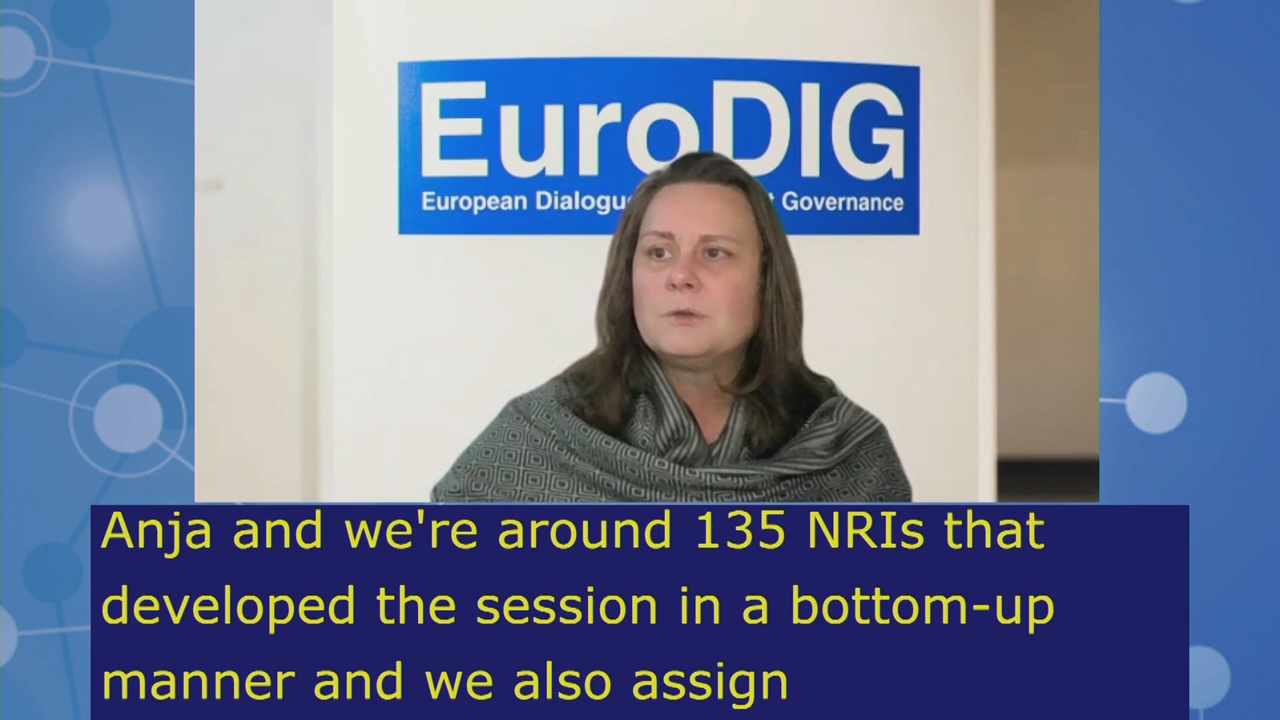 EuroDIG
European Dialogu t Governance
Anja and we're around 135 NRIs that
developed the session in a bottom-up
manner and we also assign